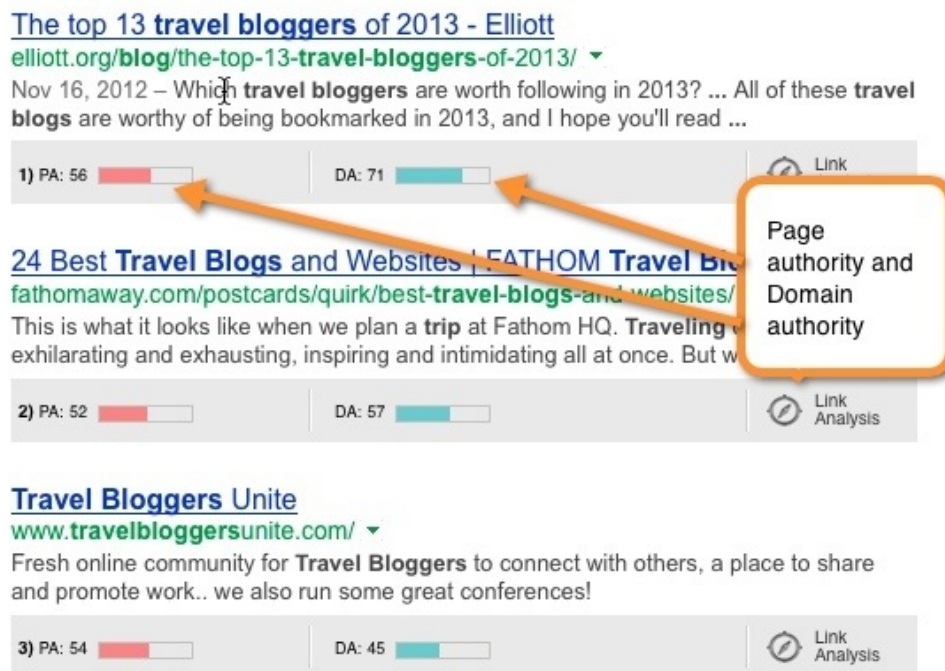 The top 13 travel bloggers of 2013 - Elliott
elliott.org/blog/the-top-13-travel-bloggers-of-2013/
Nov 16, 2012 – Which travel bloggers are worth following in 2013? ... All of these travel
blogs are worthy of being bookmarked in 2013, and I hope you'll read ...
1) PA: 56 DA: 71 Link
Page
authority and
Domain
authority
24 Best Travel Blogs and Websites | FATHOM Travel
fathomaway.com/postcards/quirk/best-travel-blogs-and-websites/
This is what it looks like when we plan a trip at Fathom HQ. Traveling
exhilarating and exhausting, inspiring and intimidating all at once. But
2) PA: 52 DA: 57 Link
Analysis
Travel Bloggers Unite
www.travelbloggersunite.com/
Fresh online community for Travel Bloggers to connect with others, a place to share
and promote work.. we also run some great conferences!
3) PA: 54 DA: 45 Link
Analysis